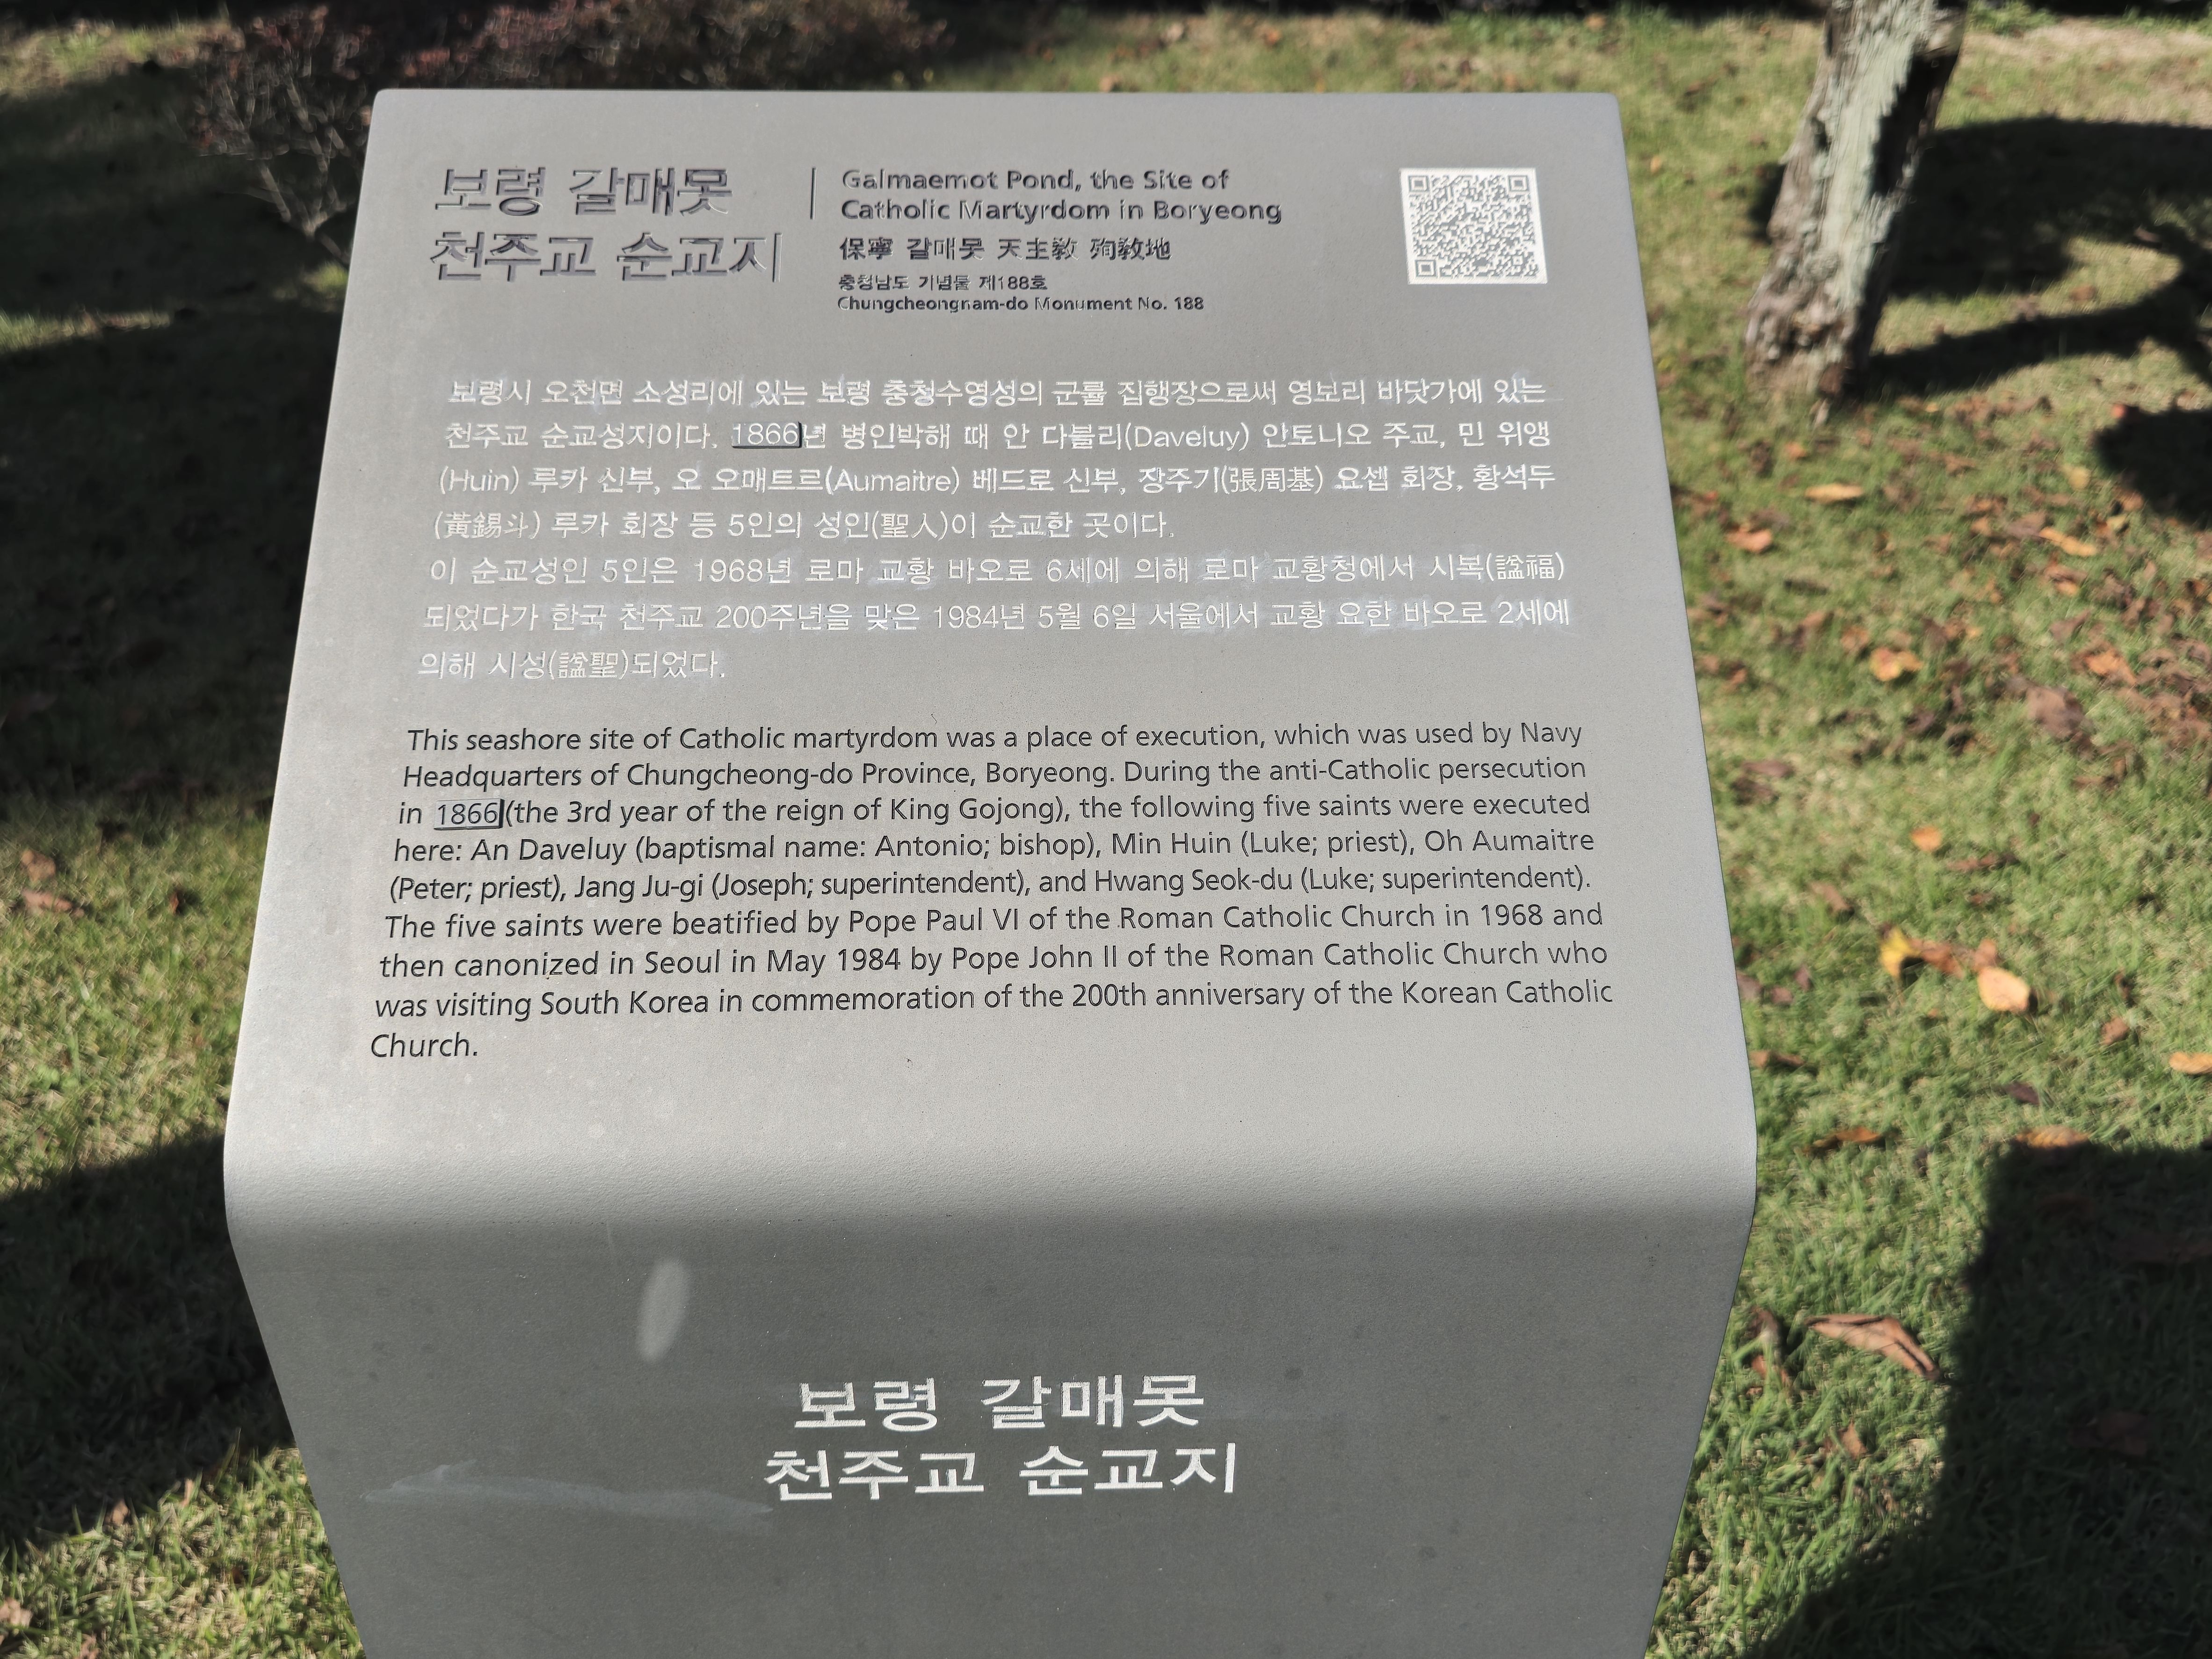 보령 갈매못
천주교 순교지
Galmaemot Pond, the Site of
Catholic Martyrdom in Boryeong
保寧 갈매못 天主敎 殉敎地
충청남도 기념물 제188호
Chungcheongnam-do Monument No. 188
보령시 오천면 소성리에 있는 보령 충청수영성의 군률 집행장으로써 영보리 바닷가에 있는
천주교 순교성지이다. 1866년 병인박해 때 안 다블리(Daveluy) 안토니오 주교, 민 위앵
(Huin) 루카 신부, 오 오매트르(Aumaitre) 베드로 신부, 장주기(張周基) 요셉 회장, 황석두
(黃錫斗) 루카 회장 등 5인의 성인(聖人)이 순교한 곳이다.
이 순교성인 5인은 1968년 로마 교황 바오로 6세에 의해 로마 교황청에서 시복(諡福)
되었다가 한국 천주교 200주년을 맞은 1984년 5월 6일 서울에서 교황 요한 바오로 2세에
의해 시성(諡聖)되었다.
This seashore site of Catholic martyrdom was a place of execution, which was used by Navy
Headquarters of Chungcheong-do Province, Boryeong. During the anti-Catholic persecution
in 1866(the 3rd year of the reign of King Gojong), the following five saints were executed
here: An Daveluy (baptismal name: Antonio; bishop), Min Huin (Luke; priest), Oh Aumaitre
(Peter; priest), Jang Ju-gi (Joseph; superintendent), and Hwang Seok-du (Luke; superintendent).
The five saints were beatified by Pope Paul VI of the Roman Catholic Church in 1968 and
then canonized in Seoul in May 1984 by Pope John II of the Roman Catholic Church who
was visiting South Korea in commemoration of the 200th anniversary of the Korean Catholic
Church.
보령 갈매못
천주교 순교지